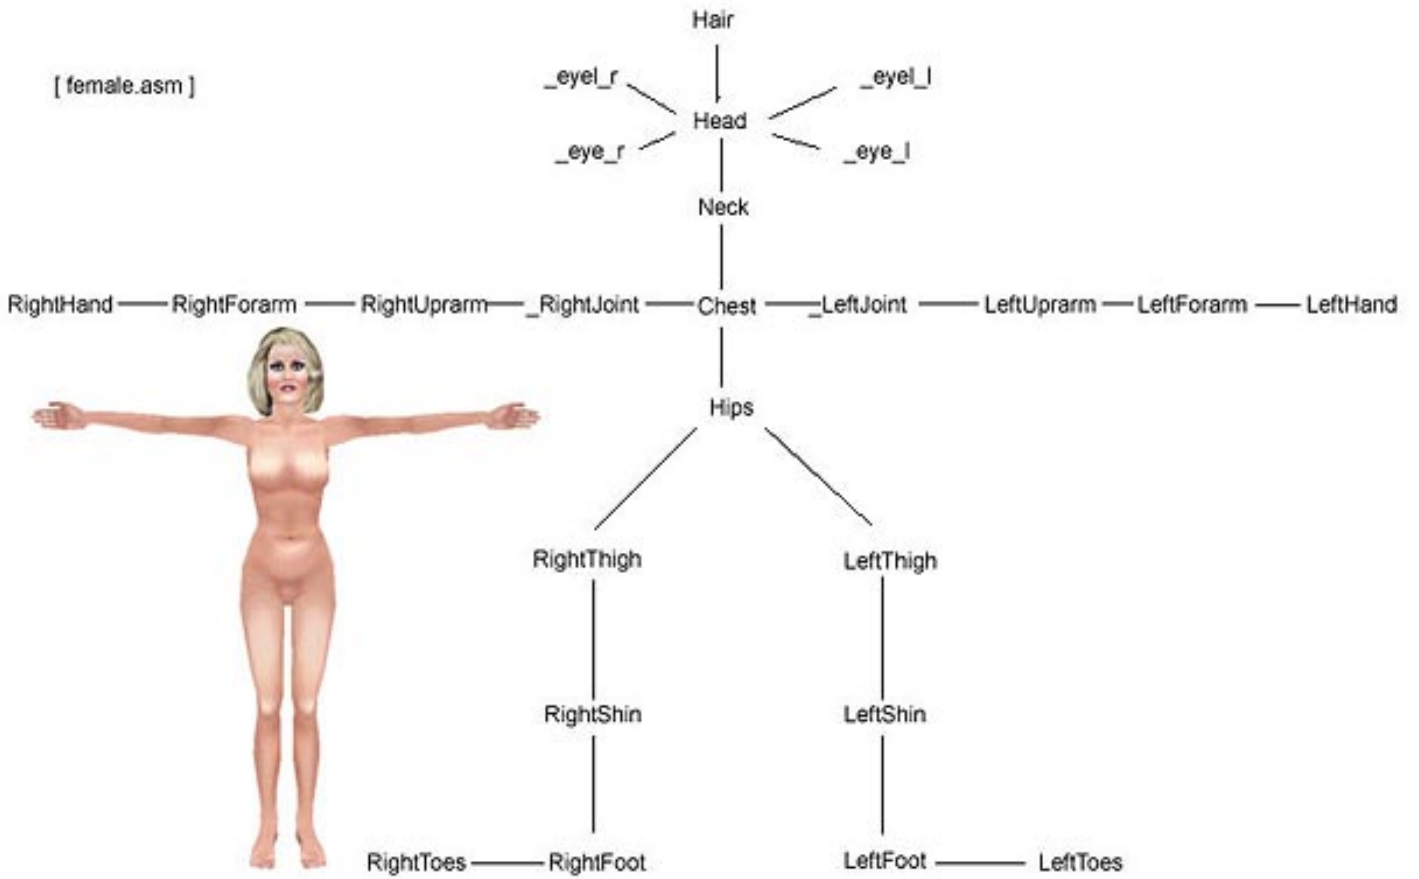 Hair
[ female.asm ]
_eyel_r
_eyel_l
Head
_eye_r
_eye_l
Neck
RightHand RightForarm RightUprarm _RightJoint Chest _LeftJoint LeftUprarm LeftForarm LeftHand
Hips
RightThigh LeftThigh
RightShin LeftShin
RightToes RightFoot LeftFoot LeftToes